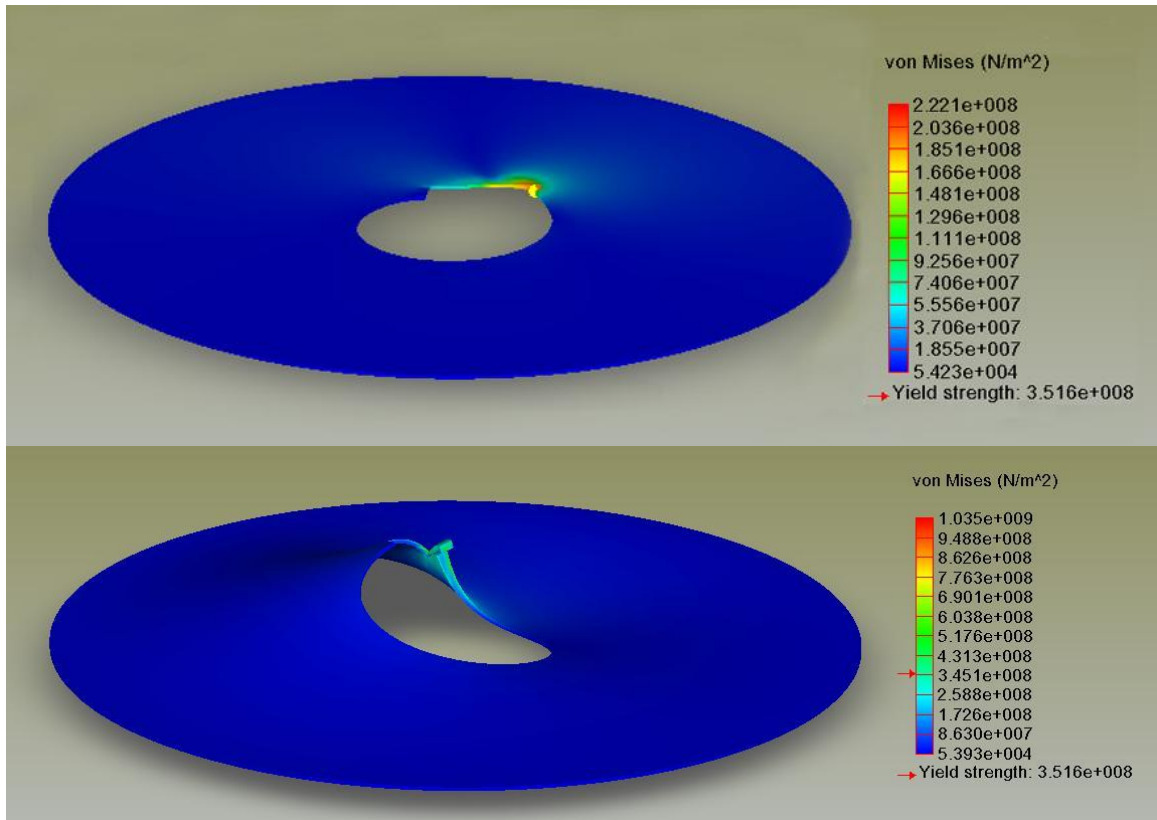 von Mises (N/m^2)
2.221e+008
2.036e+008
1.851e+008
1.666e+008
1.481e+008
1.296e+008
1.111e+008
9.256e+007
7.406e+007
5.556e+007
3.706e+007
1.855e+007
5.423e+004
Yield strength: 3.516e+008
von Mises (N/m^2)
1.035e+009
9.488e+008
8.626e+008
7.763e+008
6.901e+008
6.038e+008
5.176e+008
4.313e+008
3.451e+008
2.588e+008
1.726e+008
8.630e+007
5.393e+004
Yield strength: 3.516e+008